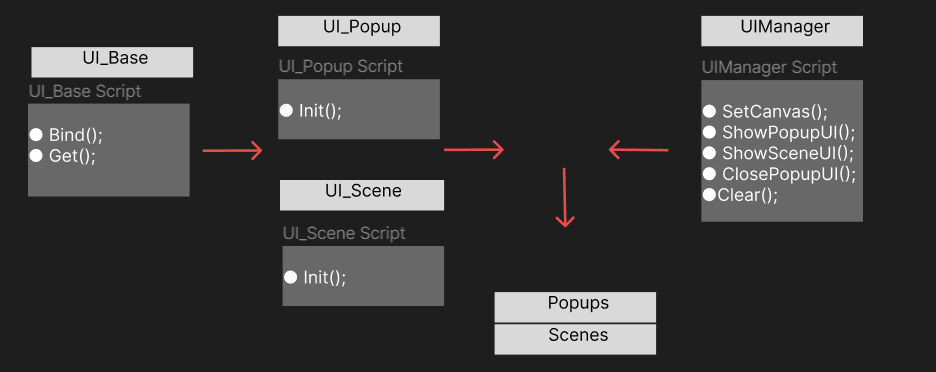 UI_Base
UI_Base Script
Bind();
Get();
UI_Popup
UI_Popup Script
Init();
UI_Scene
UI_Scene Script
Init();
UIManager
UIManager Script
SetCanvas();
ShowPopupUI();
ShowSceneUI();
ClosePopupUI();
Clear();
Popups
Scenes